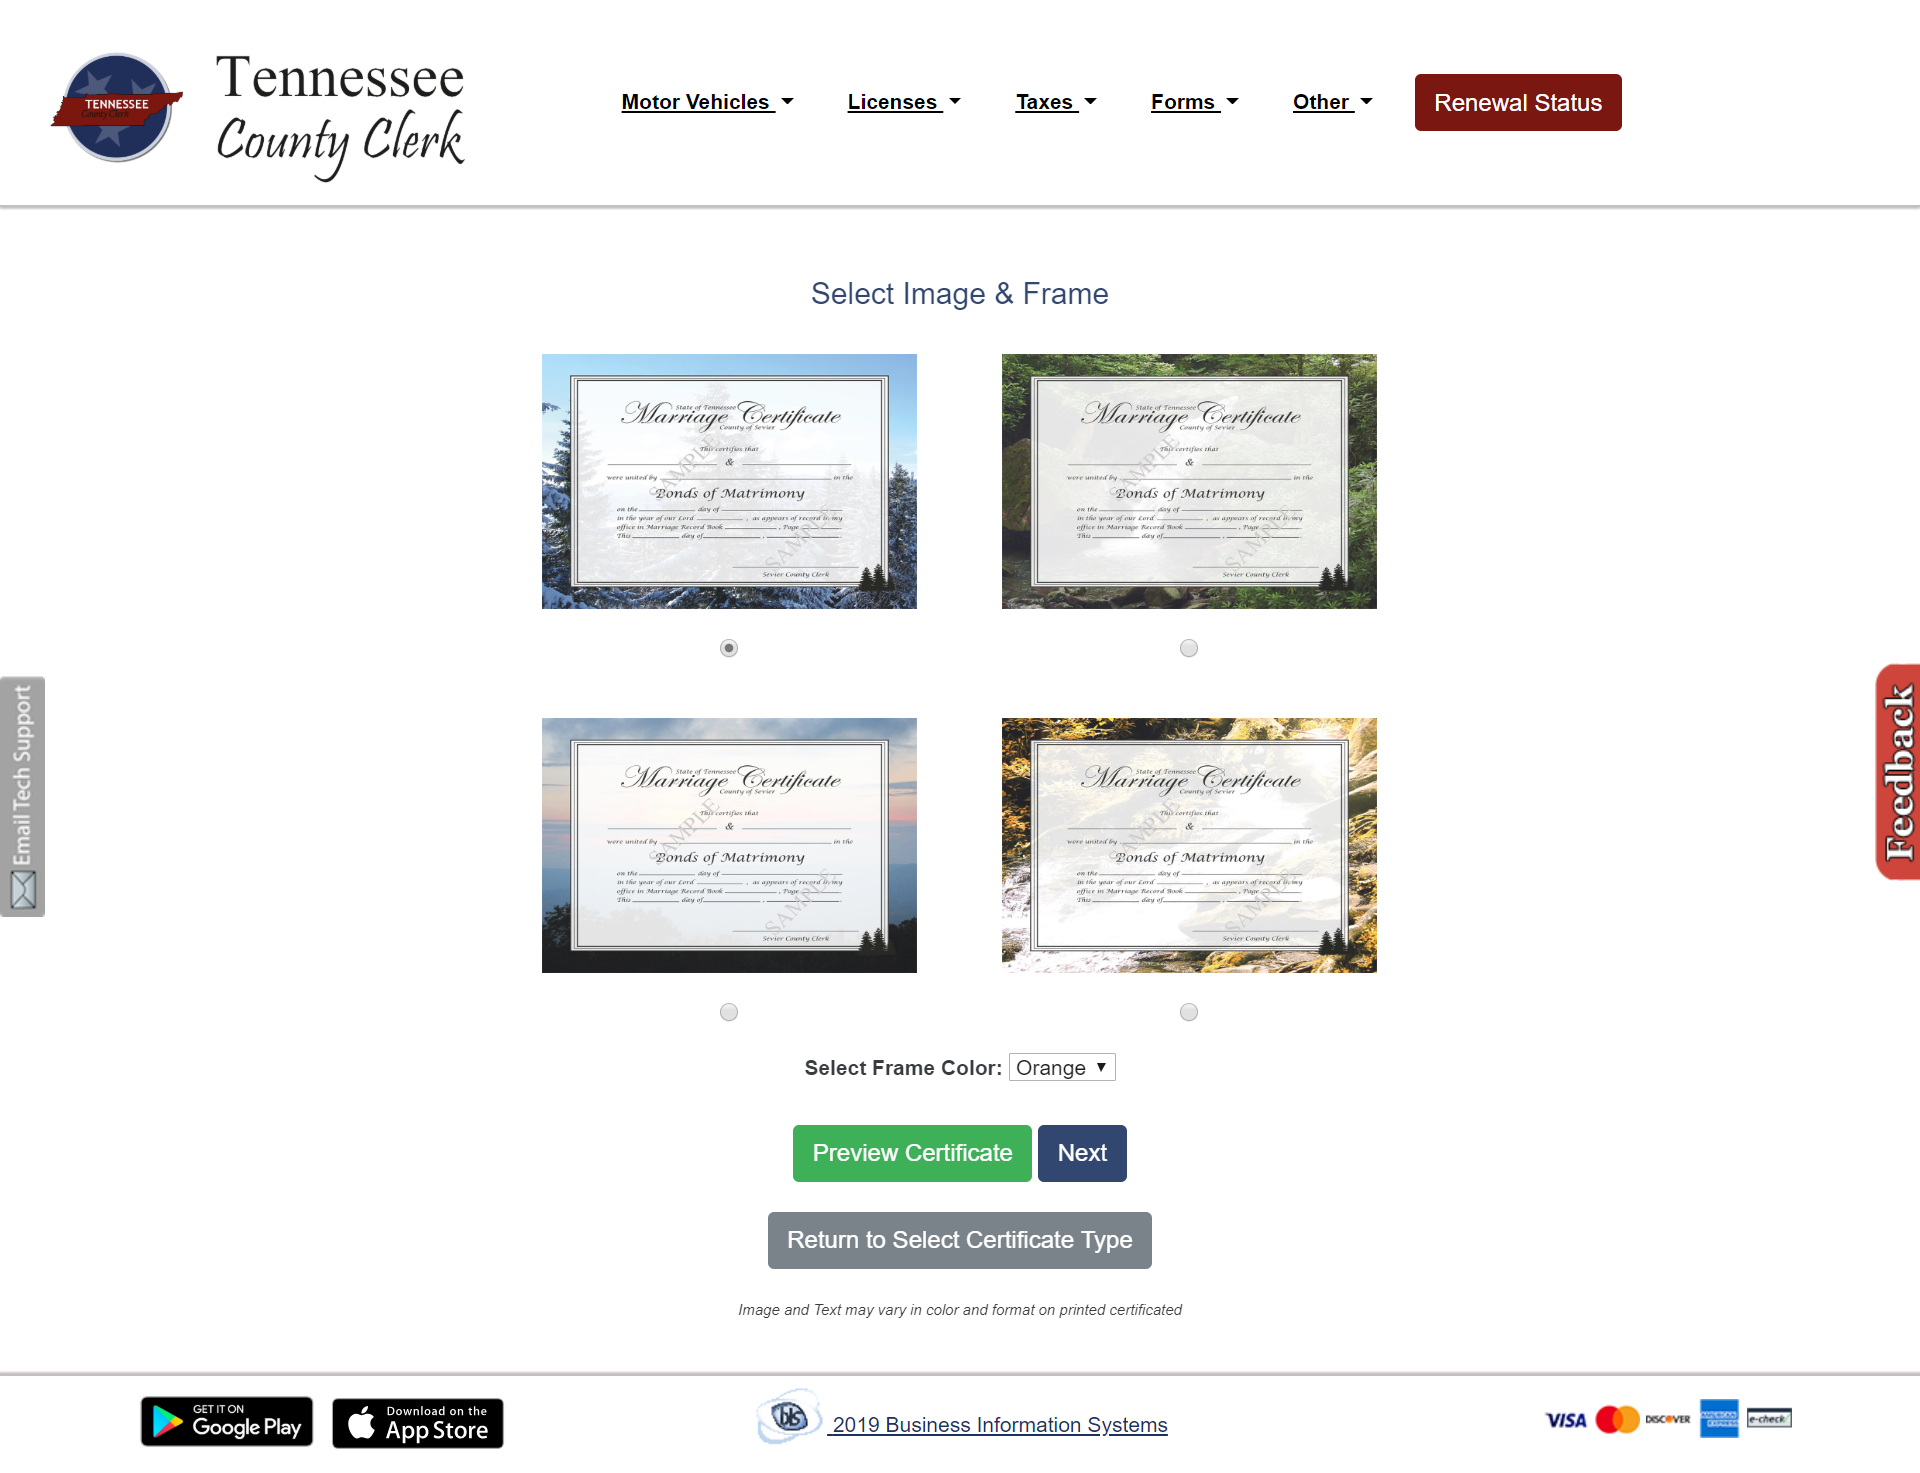 TENNESSEE
County Clerk
Tennessee
County Clerk
Motor Vehicles
Licenses
Taxes
Forms
Other
Renewal Status
Select Image & Frame
State of Tennessee
Marriage Certificate
County of Sevier
This certifies that
&
were united by in the
Bonds of Matrimony
on the day of
in the year of our Lord , as appears of record in my
office in Marriage Record Book , Page
This day of , .
Sevier County Clerk
SAMPLE
SAMPLE
State of Tennessee
Marriage Certificate
County of Sevier
This certifies that
&
were united by in the
Bonds of Matrimony
on the day of
in the year of our Lord , as appears of record in my
office in Marriage Record Book , Page
This day of , .
Sevier County Clerk
SAMPLE
SAMPLE
State of Tennessee
Marriage Certificate
County of Sevier
This certifies that
&
were united by in the
Bonds of Matrimony
on the day of
in the year of our Lord , as appears of record in my
office in Marriage Record Book , Page
This day of , .
Sevier County Clerk
SAMPLE
SAMPLE
State of Tennessee
Marriage Certificate
County of Sevier
This certifies that
&
were united by in the
Bonds of Matrimony
on the day of
in the year of our Lord , as appears of record in my
office in Marriage Record Book , Page
This day of , .
Sevier County Clerk
SAMPLE
SAMPLE
Email Tech Support
Feedback
Select Frame Color: Orange
Preview Certificate
Next
Return to Select Certificate Type
Image and Text may vary in color and format on printed certificated
GET IT ON
Google Play
Download on the
App Store
bis
2019 Business Information Systems
VISA
DISCOVER
AMERICAN
EXPRESS
e-check